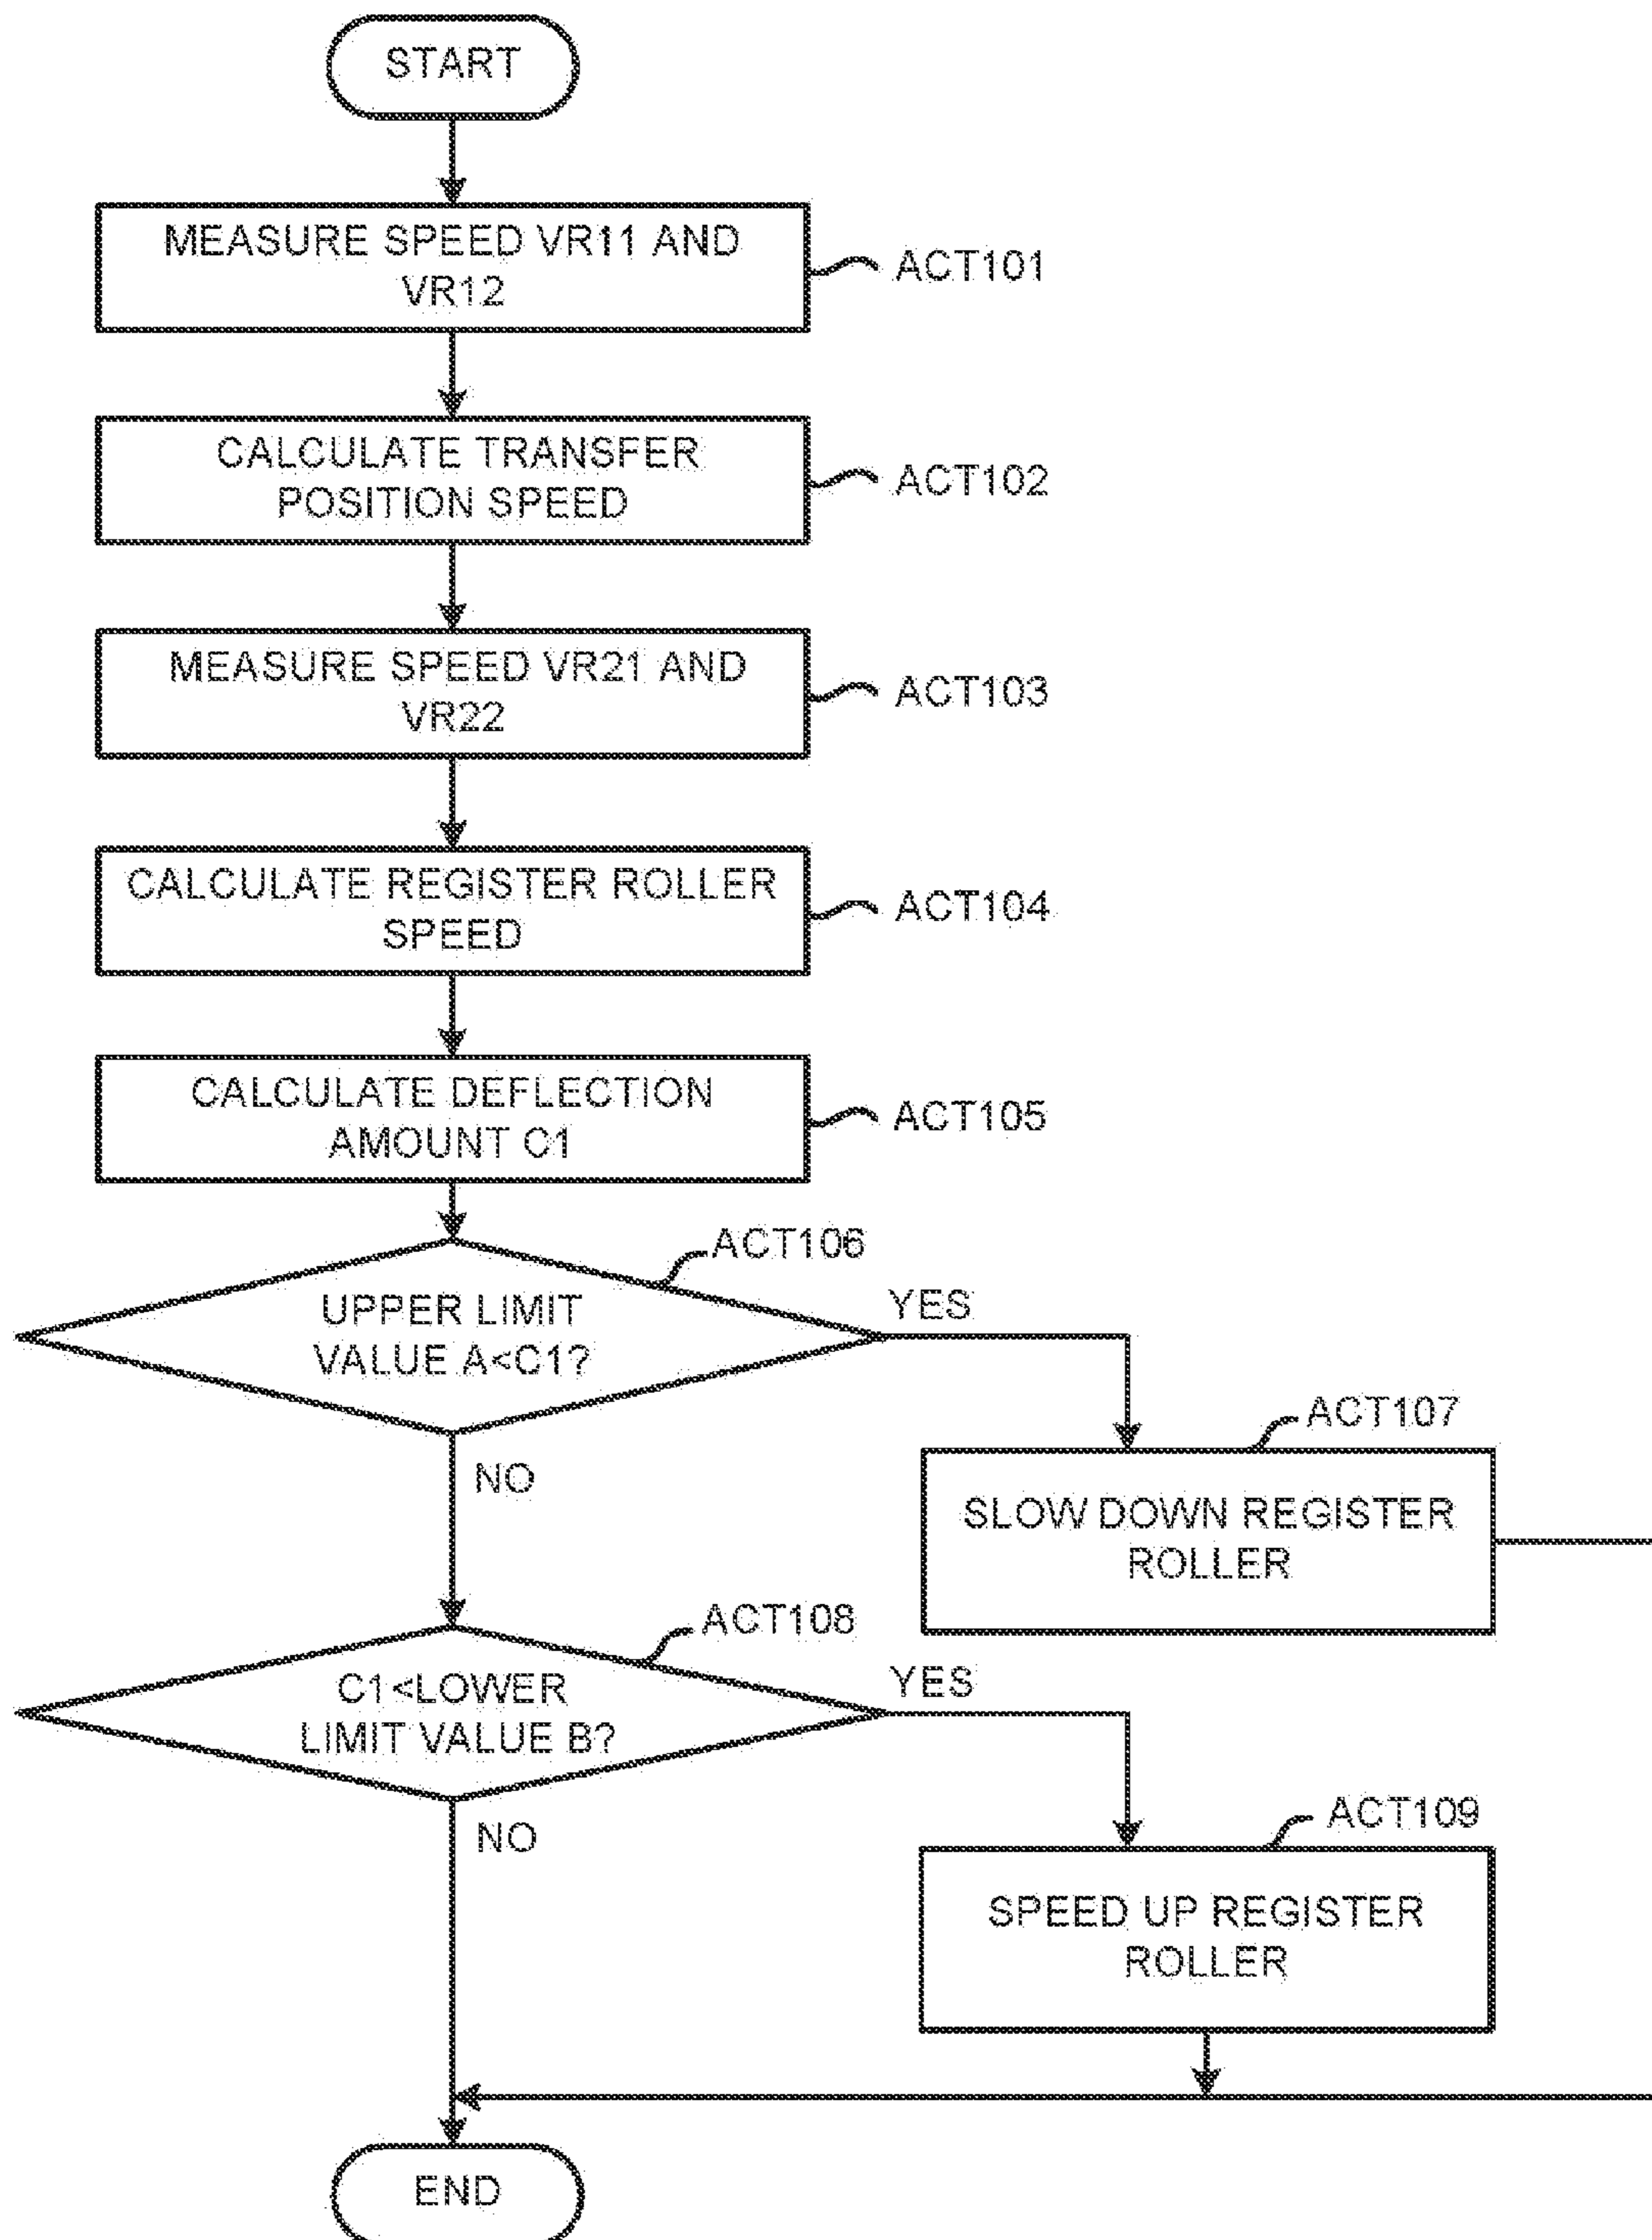 START
MEASURE SPEED VR11 AND
VR12
ACT101
CALCULATE TRANSFER
POSITION SPEED
ACT102
MEASURE SPEED VR21 AND
VR22
ACT103
CALCULATE REGISTER ROLLER
SPEED
ACT104
CALCULATE DEFLECTION
AMOUNT C1
ACT105
ACT106
UPPER LIMIT
VALUE A<C1?
YES
NO
ACT107
SLOW DOWN REGISTER
ROLLER
ACT108
C1<LOWER
LIMIT VALUE B?
YES
NO
ACT109
SPEED UP REGISTER
ROLLER
END